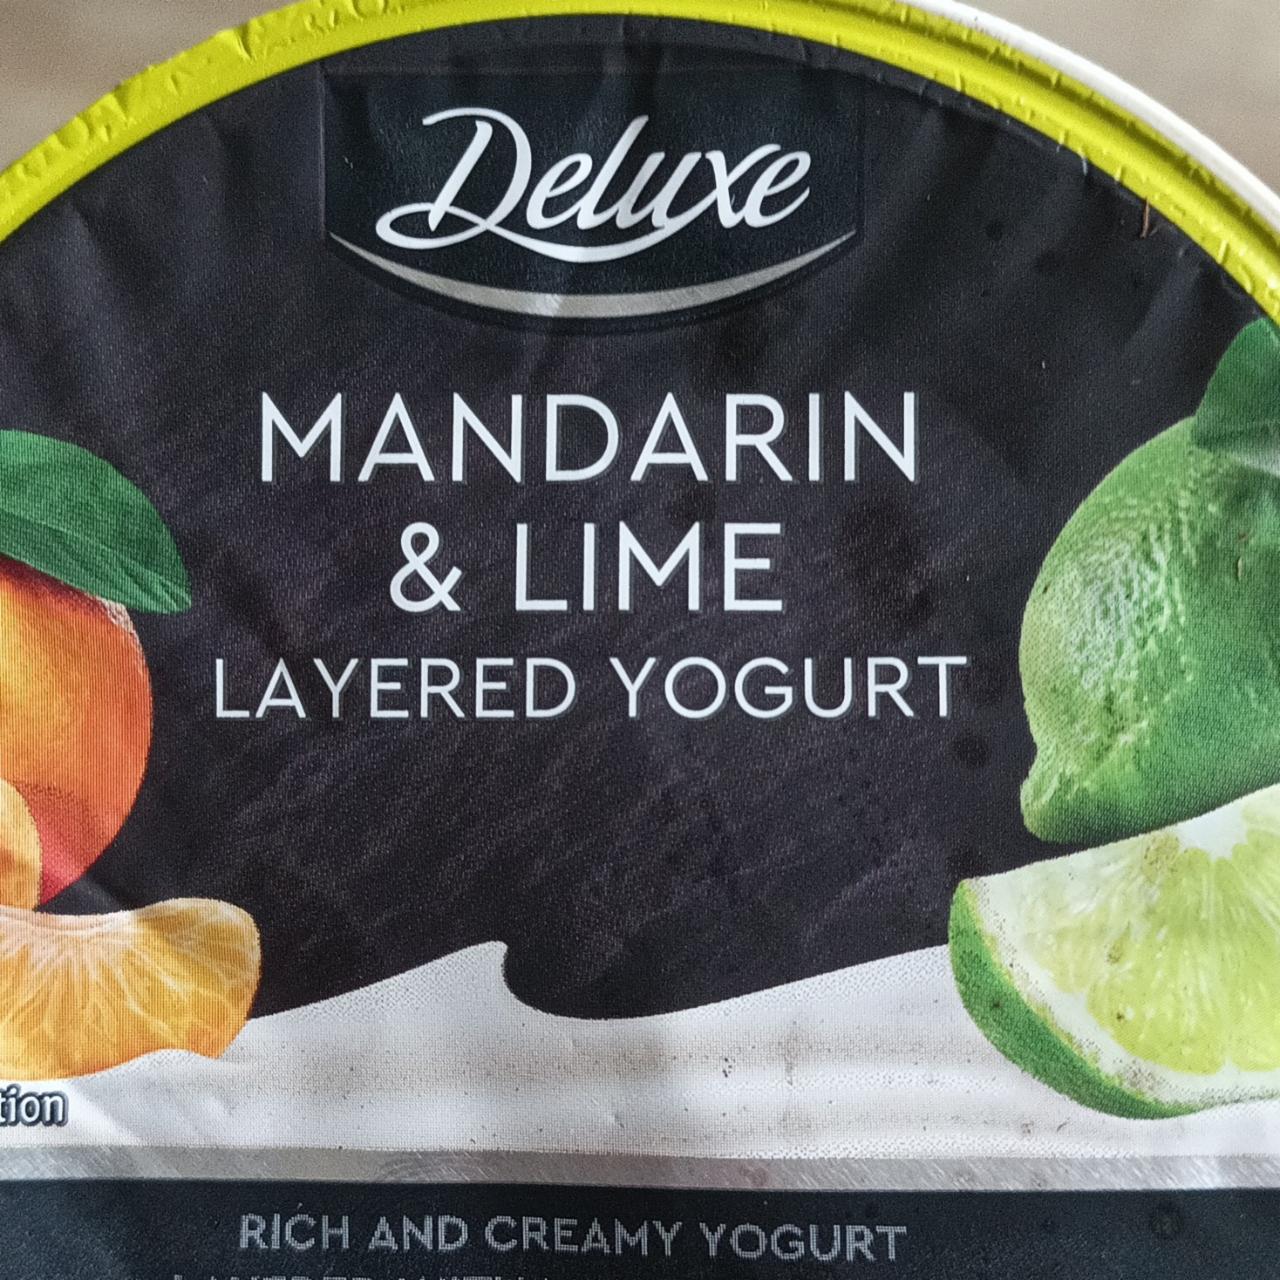 Deluxe
MANDARIN
& LIME
LAYERED YOGURT
tion
RICH AND CREAMY YOGURT